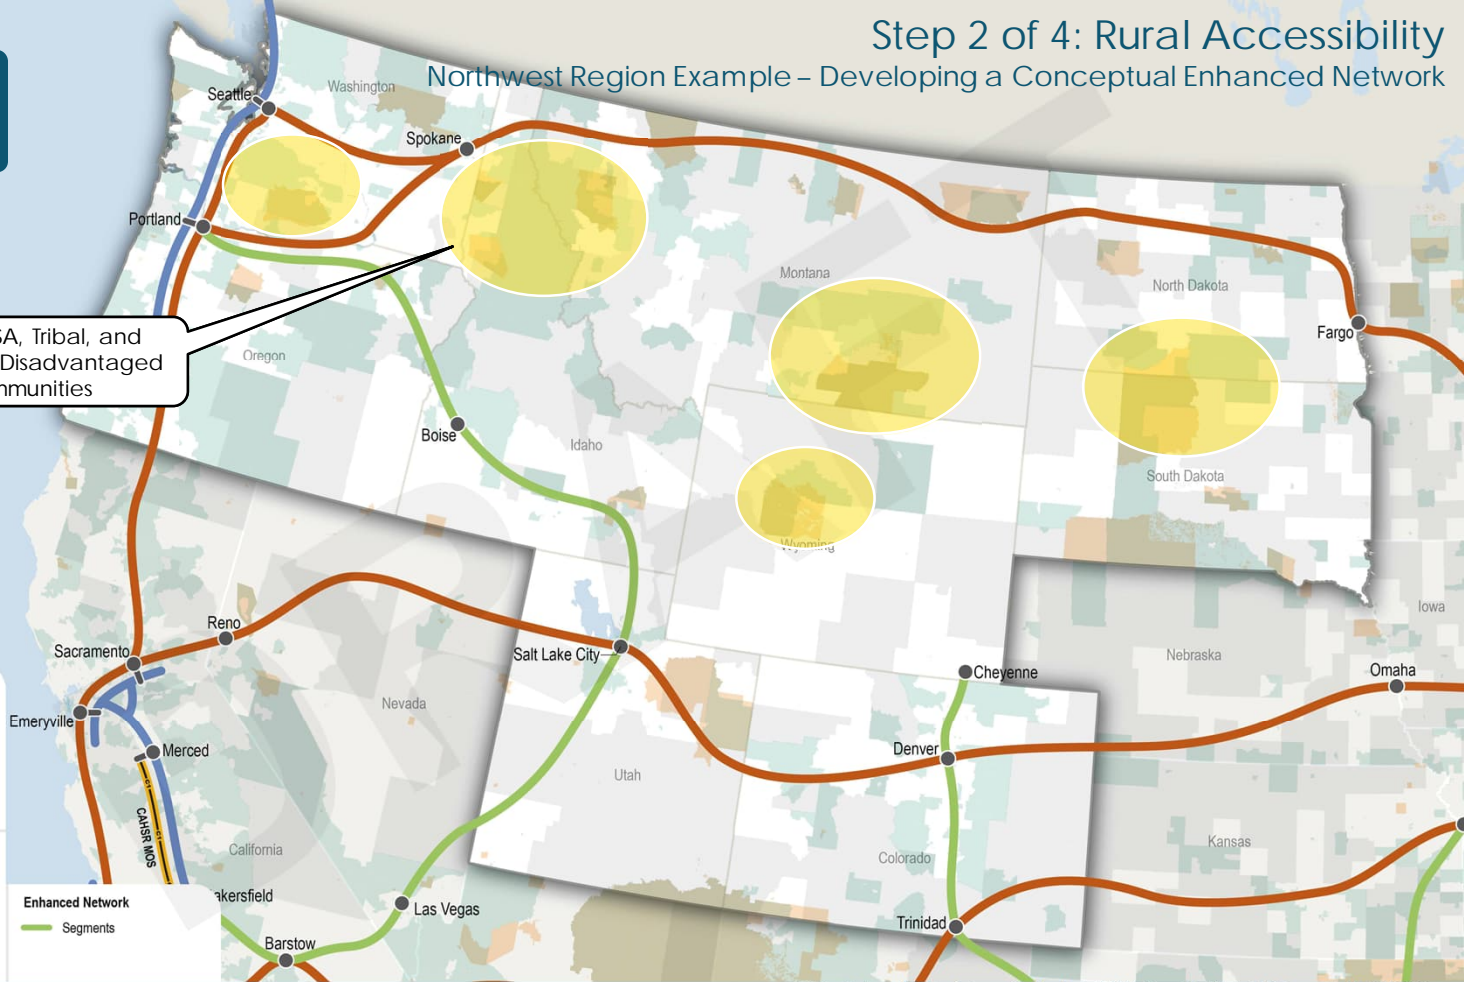 Step 2 of 4: Rural Accessibility
Northwest Region Example – Developing a Conceptual Enhanced Network
Washington
Seattle
Spokane
Portland
Montana
North Dakota
Fargo
SA, Tribal, and
Disadvantaged
mmunities
Oregon
Boise
Idaho
South Dakota
Wyoming
Iowa
Reno
Sacramento
Salt Lake City
Cheyenne
Nebraska
Omaha
Emeryville
Nevada
Merced
Denver
Utah
CAHSR MOS
California
Colorado
Kansas
Enhanced Network
Segments
akersfield
Las Vegas
Trinidad
Barstow